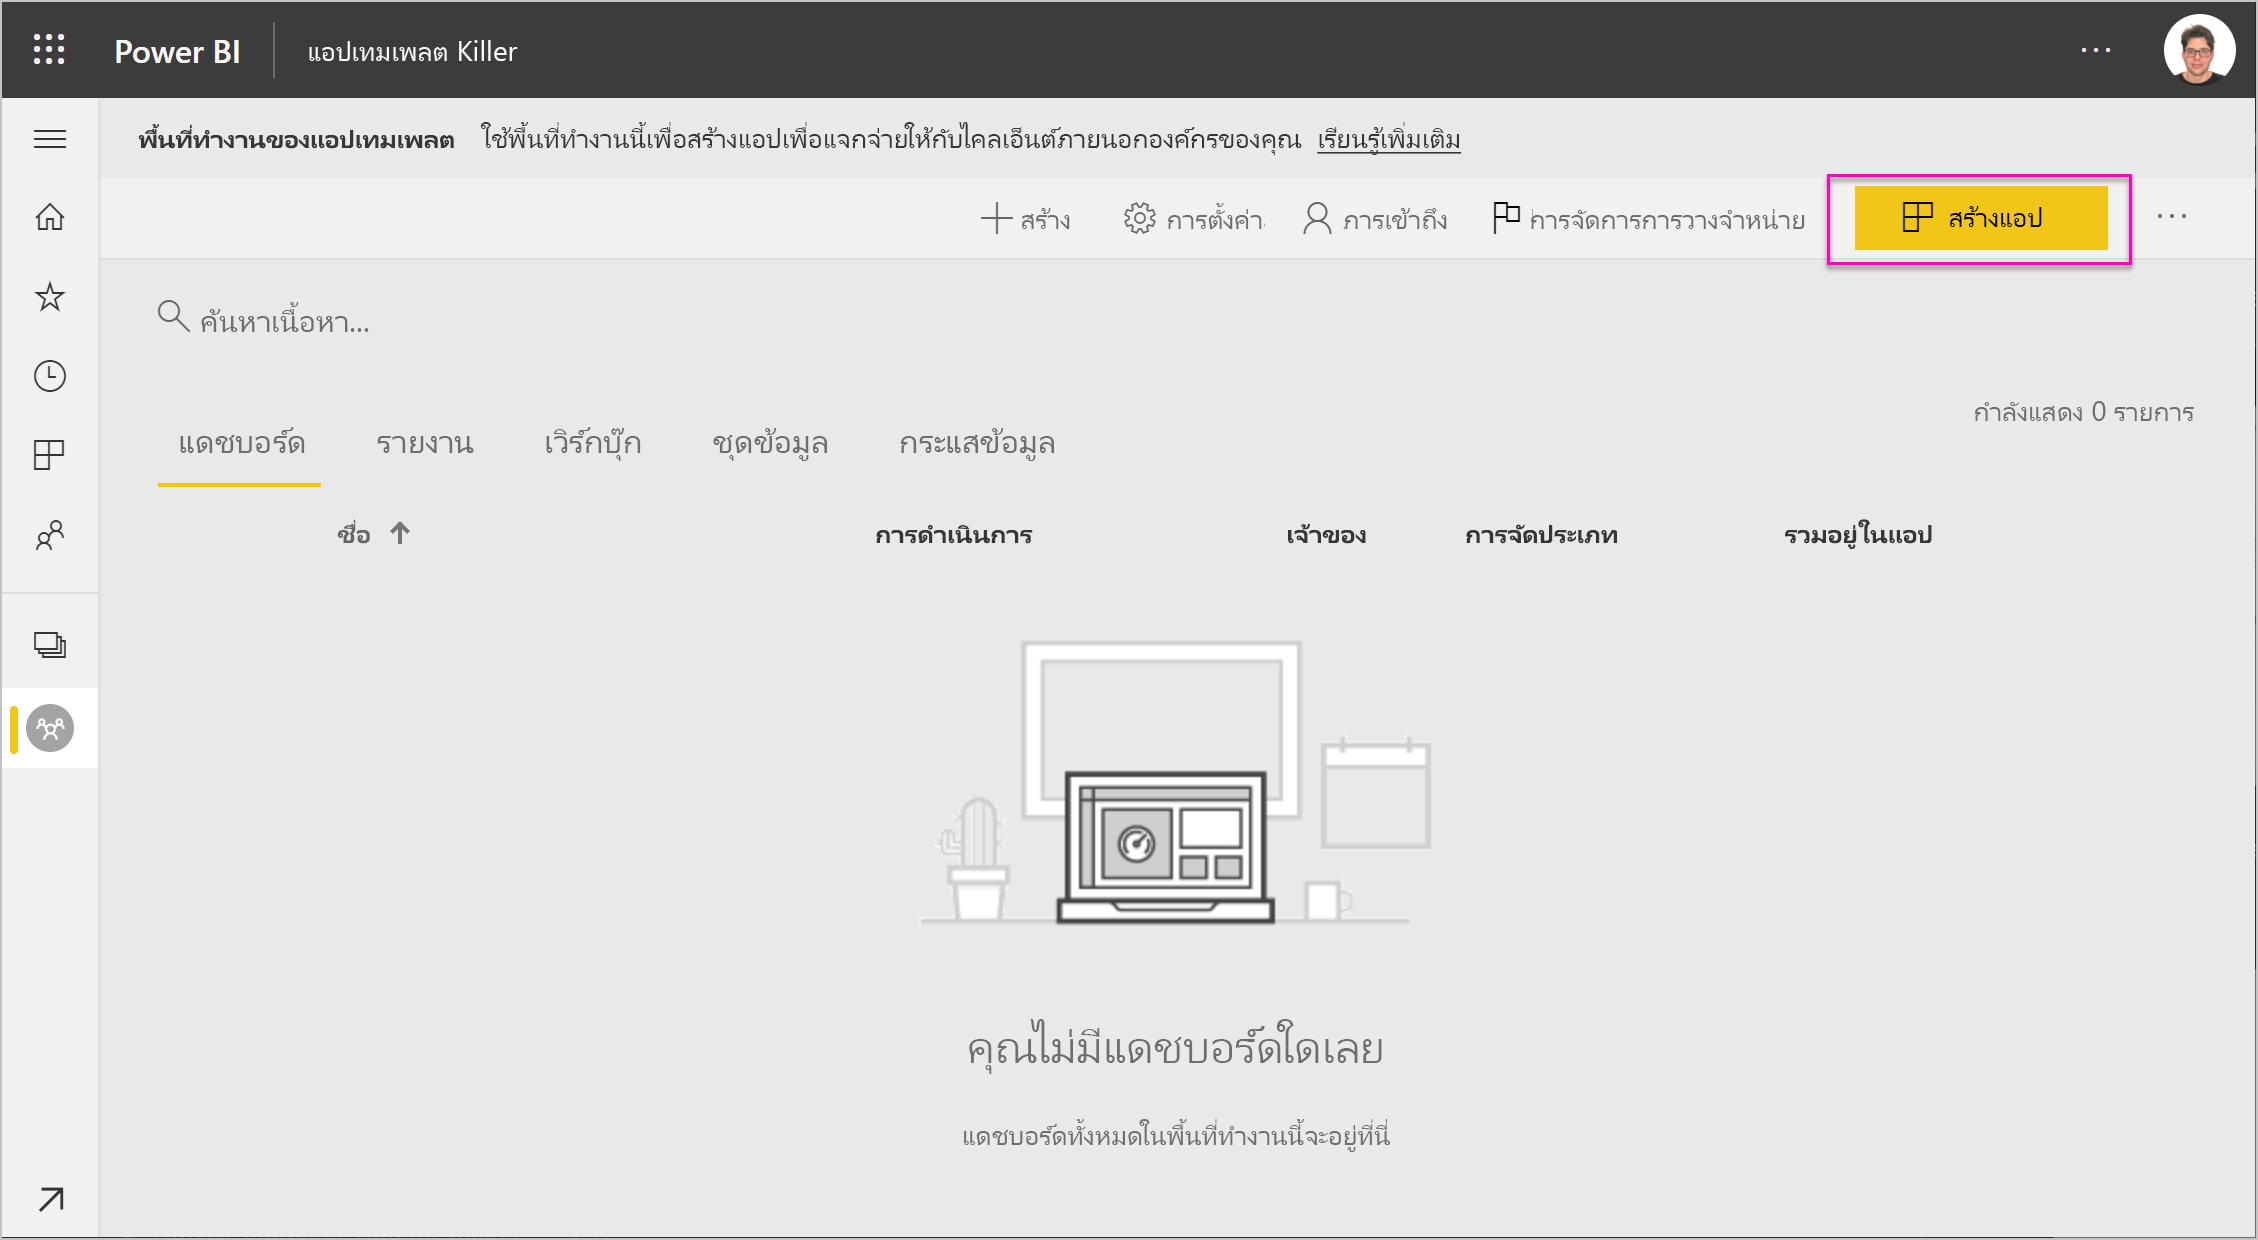 Power BI
แอปเทมเพลต Killer
พื้นที่ทำงานของแอปเทมเพลต ใช้พื้นที่ทำงานนี้เพื่อสร้างแอปเพื่อแจกจ่ายให้กับไคลเอ็นต์ภายนอกองค์กรของคุณ เรียนรู้เพิ่มเติม
สร้าง การตั้งค่า การเข้าถึง การจัดการการวางจำหน่าย สร้างแอป
ค้นหาเนื้อหา...
กำลังแสดง 0 รายการ
แดชบอร์ด รายงาน เวิร์กบุ๊ก ชุดข้อมูล กระแสข้อมูล
ชื่อ การดำเนินการ เจ้าของ การจัดประเภท รวมอยู่ในแอป
คุณไม่มีแดชบอร์ดใดเลย
แดชบอร์ดทั้งหมดในพื้นที่ทำงานนี้จะอยู่ที่นี่